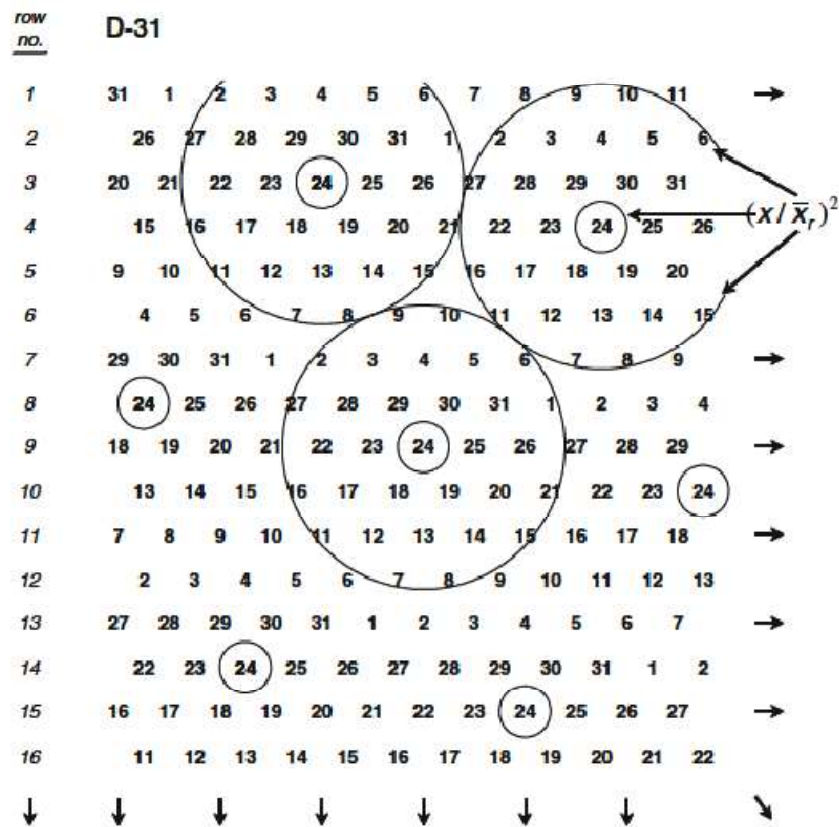 row no. D-31
1 31 1 2 3 4 5 6 7 8 9 10 11
2 26 27 28 29 30 31 1 2 3 4 5 6
3 20 21 22 23 24 25 26 27 28 29 30 31
4 15 16 17 18 19 20 21 22 23 24 25 26
(x / x̄ᵣ)²
5 9 10 11 12 13 14 15 16 17 18 19 20
6 4 5 6 7 8 9 10 11 12 13 14 15
7 29 30 31 1 2 3 4 5 6 7 8 9
8 24 25 26 27 28 29 30 31 1 2 3 4
9 18 19 20 21 22 23 24 25 26 27 28 29
10 13 14 15 16 17 18 19 20 21 22 23 24
11 7 8 9 10 11 12 13 14 15 16 17 18
12 2 3 4 5 6 7 8 9 10 11 12 13
13 27 28 29 30 31 1 2 3 4 5 6 7
14 22 23 24 25 26 27 28 29 30 31 1 2
15 16 17 18 19 20 21 22 23 24 25 26 27
16 11 12 13 14 15 16 17 18 19 20 21 22